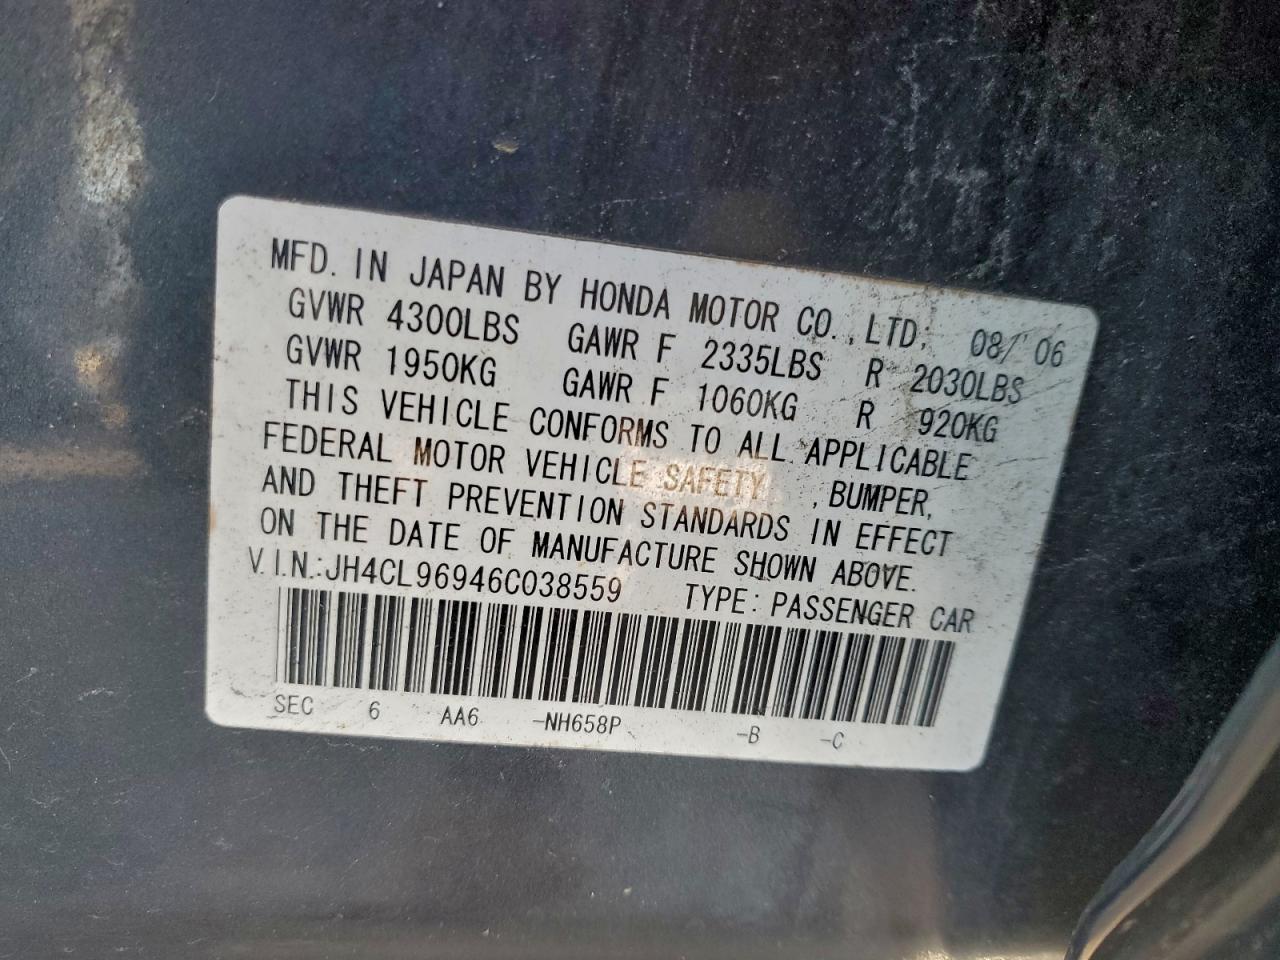 MFD. IN JAPAN BY HONDA MOTOR CO., LTD, 08/ 06
GVWR 4300LBS GAWR F 2335LBS R 2030LBS
GVWR 1950KG GAWR F 1060KG R 920KG
THIS VEHICLE CONFORMS TO ALL APPLICABLE
FEDERAL MOTOR VEHICLE SAFETY , BUMPER,
AND THEFT PREVENTION STANDARDS IN EFFECT
ON THE DATE OF MANUFACTURE SHOWN ABOVE.
V.I.N.:JH4CL96946C038559 TYPE: PASSENGER CAR
SEC 6 AA6 -NH658P -B -C